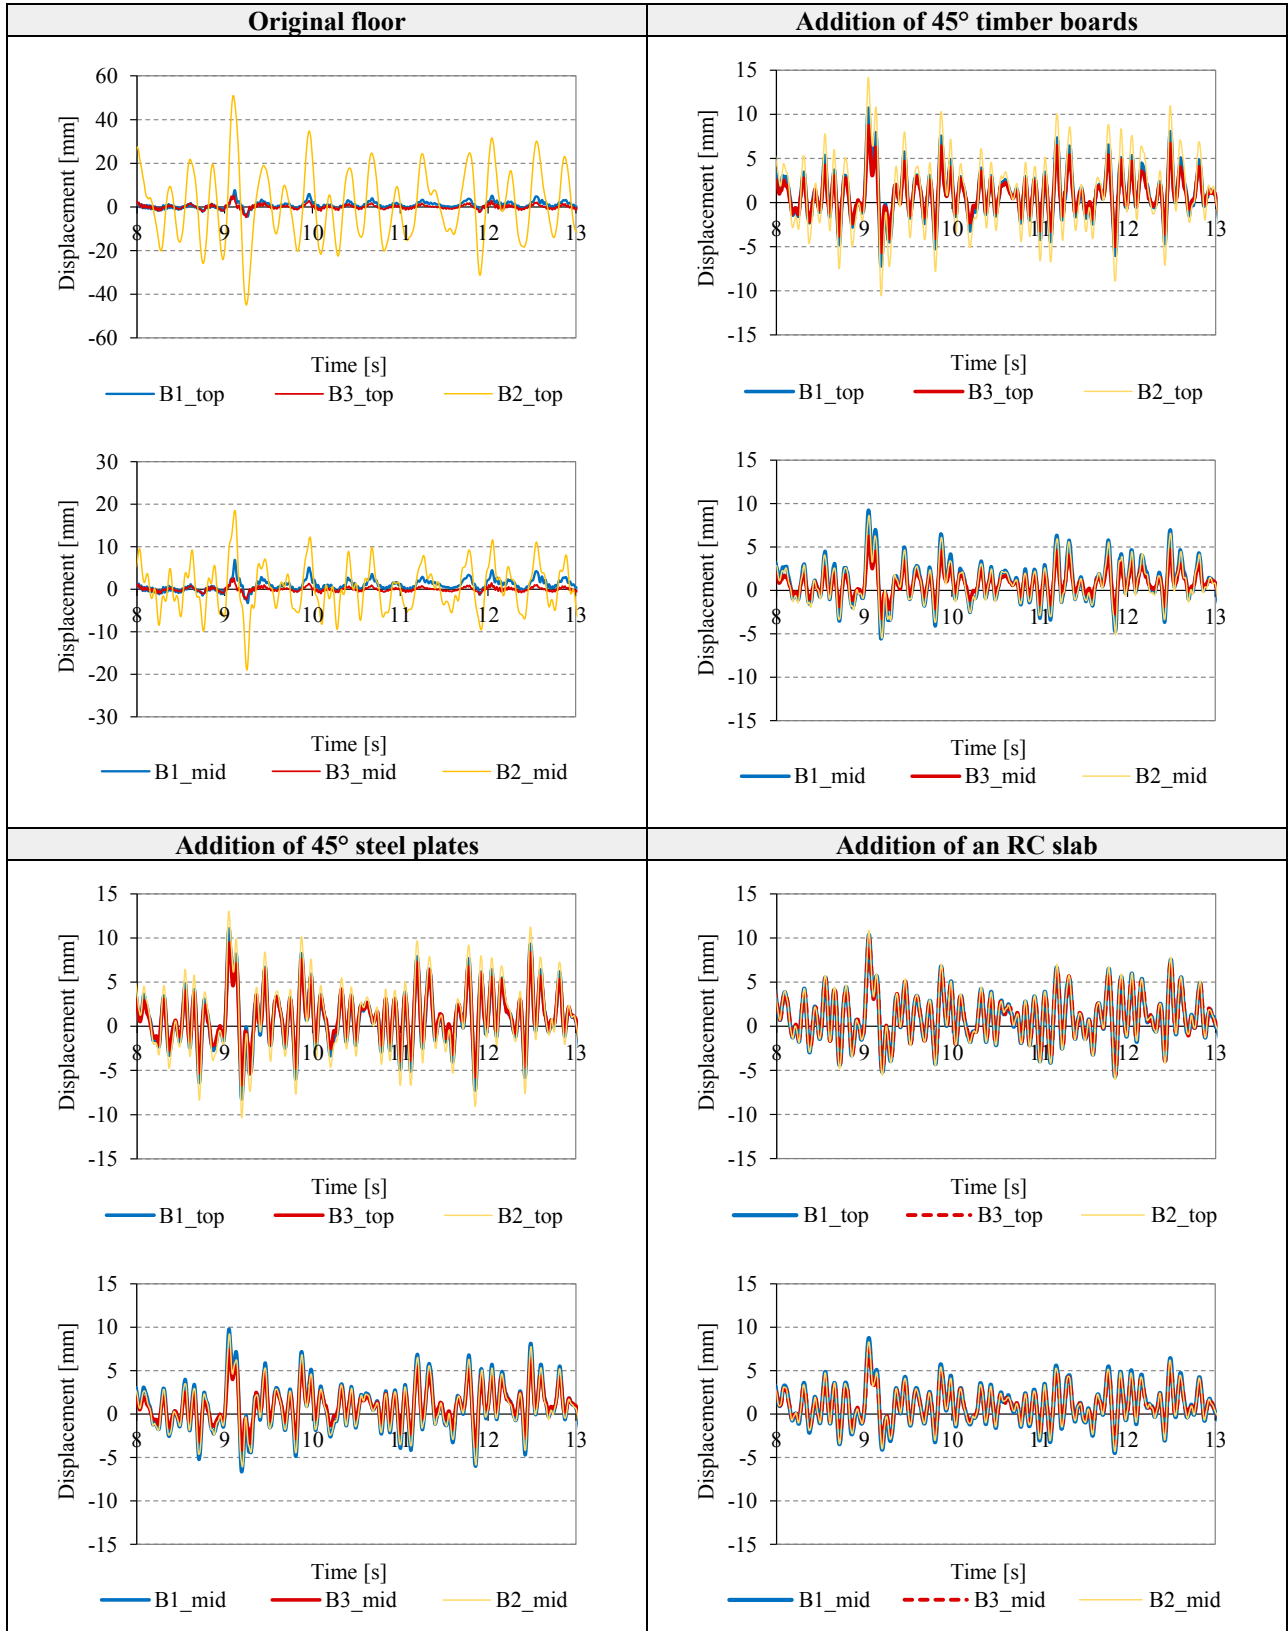 Original floor
Addition of 45° timber boards
60
40
20
0
-20
-40
-60
8 9 10 11 12 13
Displacement [mm]
Time [s]
B1_top B3_top B2_top
15
10
5
0
-5
-10
-15
8 9 10 11 12 13
Displacement [mm]
Time [s]
B1_top B3_top B2_top
30
20
10
0
-10
-20
-30
8 9 10 11 12 13
Displacement [mm]
Time [s]
B1_mid B3_mid B2_mid
15
10
5
0
-5
-10
-15
8 9 10 11 12 13
Displacement [mm]
Time [s]
B1_mid B3_mid B2_mid
Addition of 45° steel plates
Addition of an RC slab
15
10
5
0
-5
-10
-15
8 9 10 11 12 13
Displacement [mm]
Time [s]
B1_top B3_top B2_top
15
10
5
0
-5
-10
-15
8 9 10 11 12 13
Displacement [mm]
Time [s]
B1_top B3_top B2_top
15
10
5
0
-5
-10
-15
8 9 10 11 12 13
Displacement [mm]
Time [s]
B1_mid B3_mid B2_mid
15
10
5
0
-5
-10
-15
8 9 10 11 12 13
Displacement [mm]
Time [s]
B1_mid B3_mid B2_mid